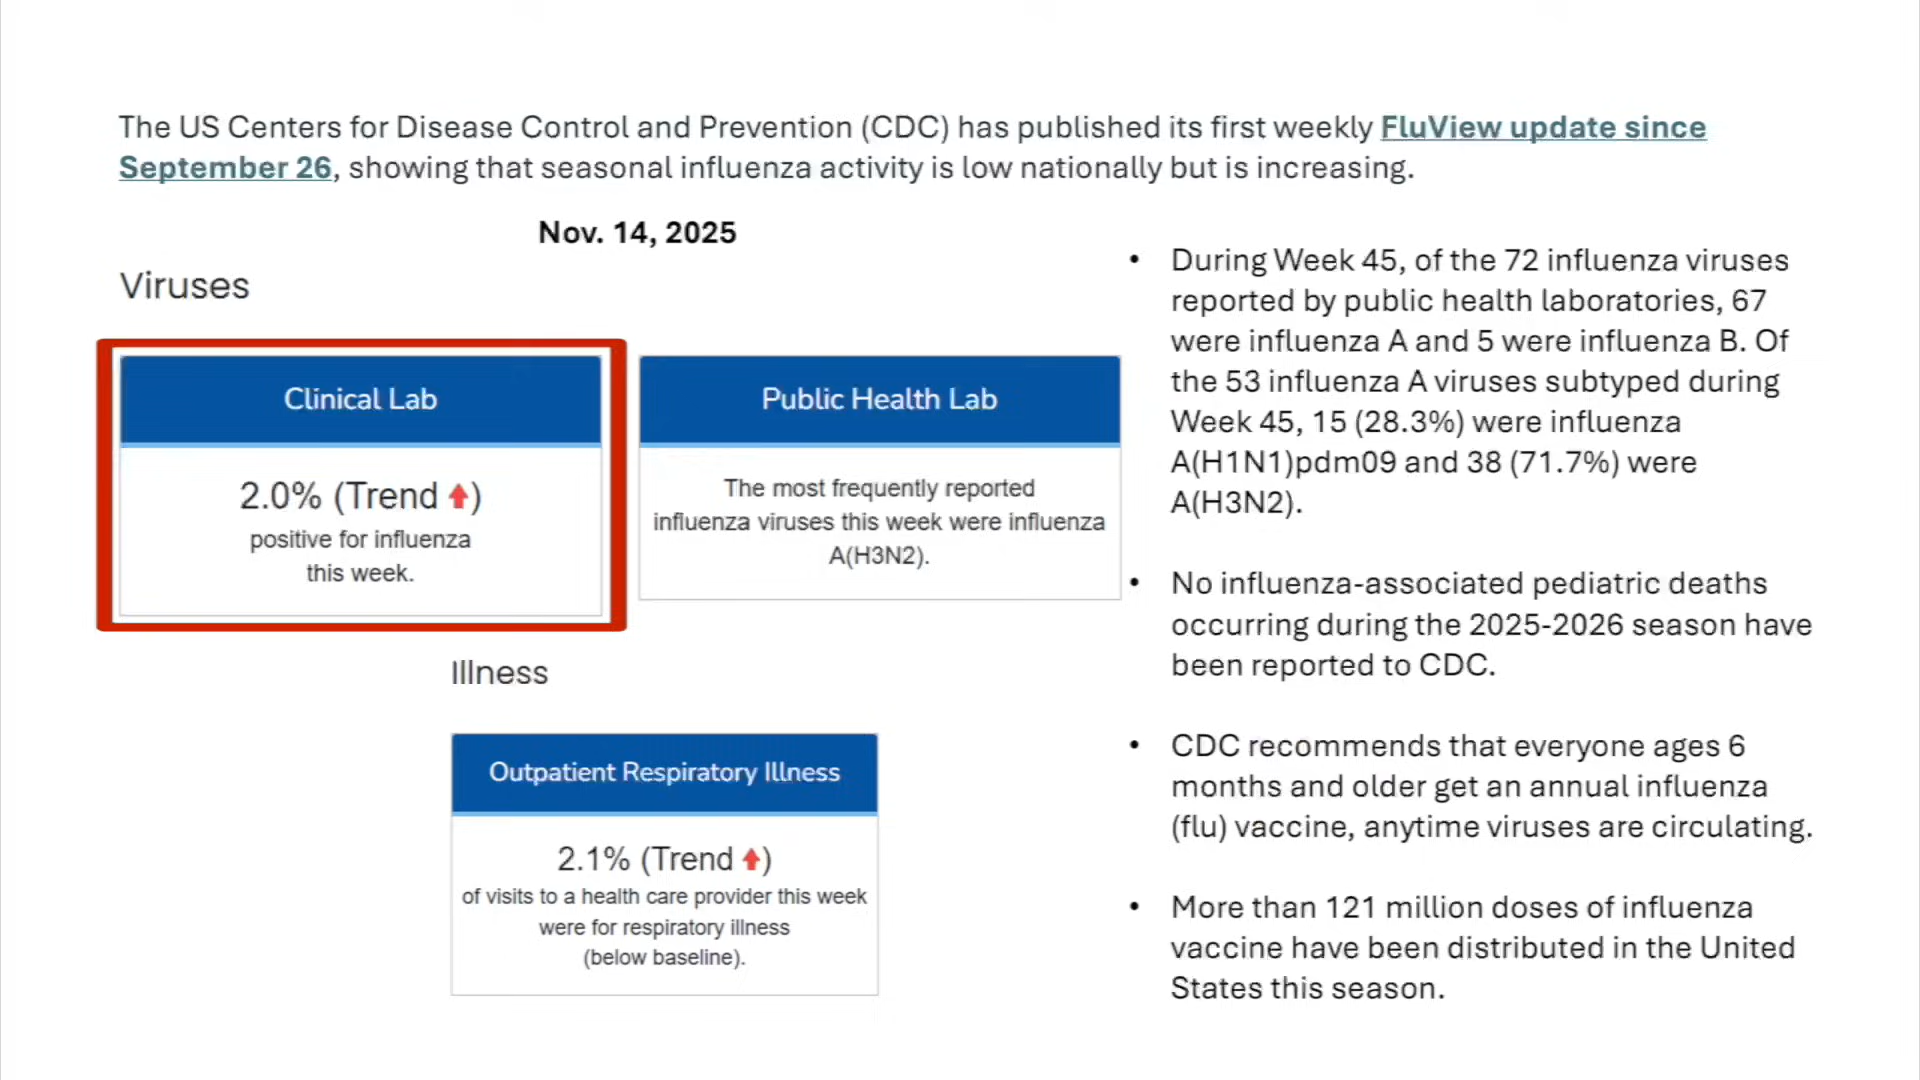 The US Centers for Disease Control and Prevention (CDC) has published its first weekly FluView update since
September 26, showing that seasonal influenza activity is low nationally but is increasing.
Nov. 14, 2025
Viruses
Clinical Lab
2.0% (Trend ⬆)
positive for influenza
this week.
Public Health Lab
The most frequently reported
influenza viruses this week were influenza
A(H3N2).
Illness
Outpatient Respiratory Illness
2.1% (Trend ⬆)
of visits to a health care provider this week
were for respiratory illness
(below baseline).
• During Week 45, of the 72 influenza viruses
reported by public health laboratories, 67
were influenza A and 5 were influenza B. Of
the 53 influenza A viruses subtyped during
Week 45, 15 (28.3%) were influenza
A(H1N1)pdm09 and 38 (71.7%) were
A(H3N2).
• No influenza-associated pediatric deaths
occurring during the 2025-2026 season have
been reported to CDC.
• CDC recommends that everyone ages 6
months and older get an annual influenza
(flu) vaccine, anytime viruses are circulating.
• More than 121 million doses of influenza
vaccine have been distributed in the United
States this season.